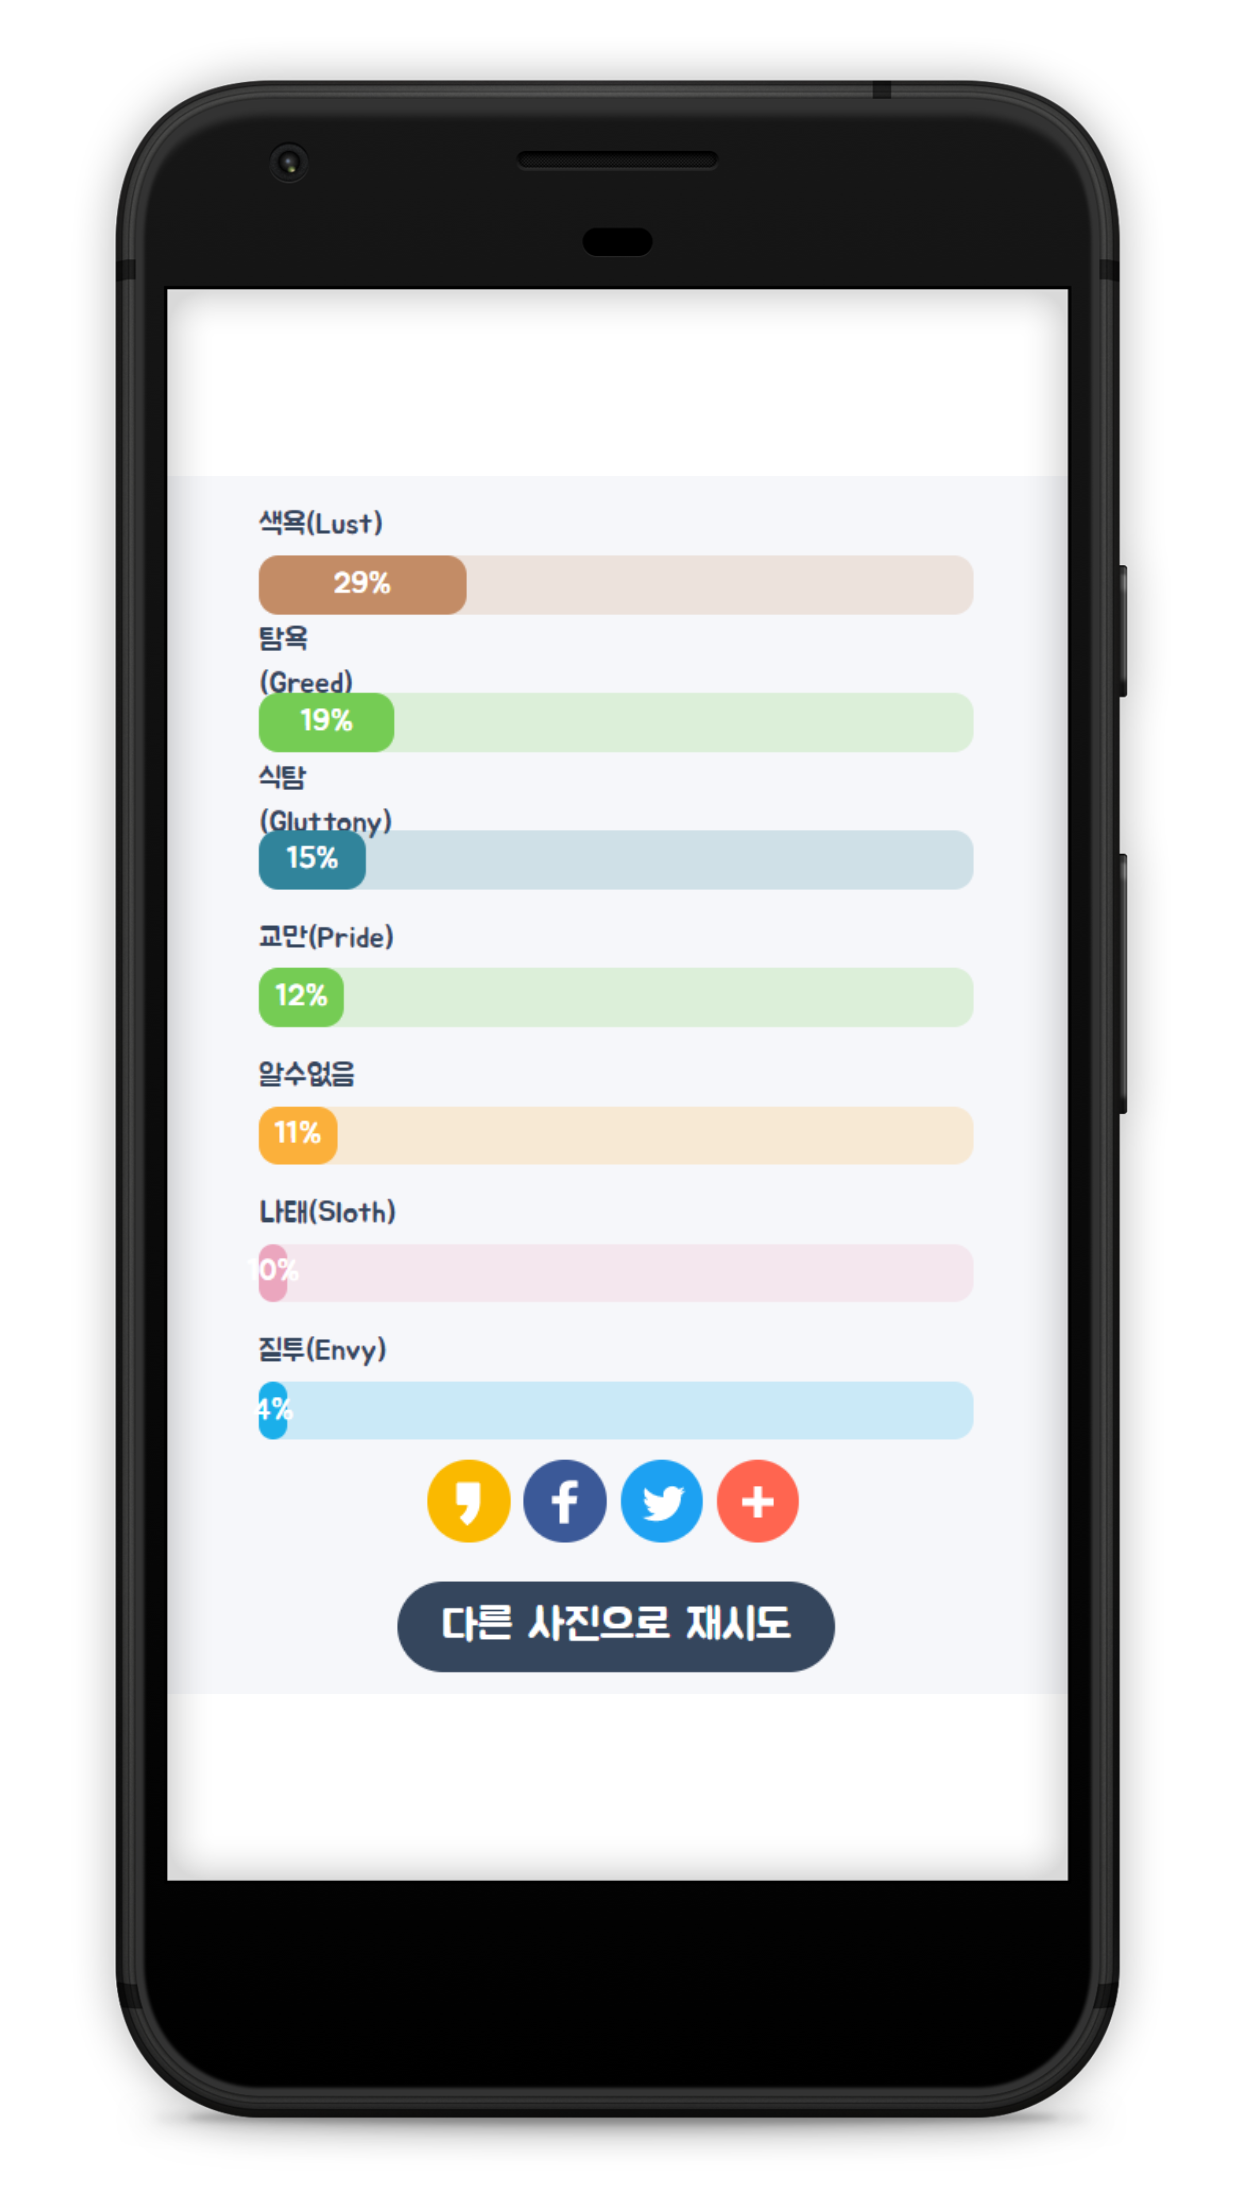 색욕(Lust)
29%
탐욕
(Greed)
19%
식탐
(Gluttony)
15%
교만(Pride)
12%
알수없음
11%
나태(Sloth)
10%
질투(Envy)
4%
다른 사진으로 재시도